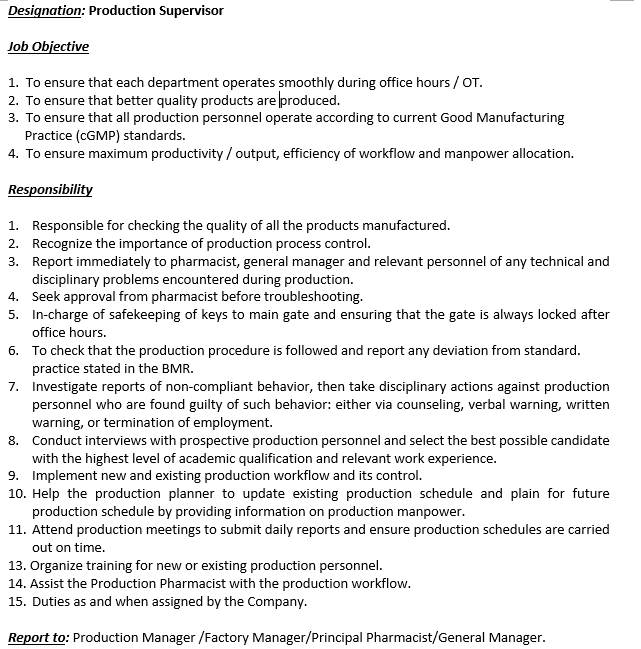 Designation: Production Supervisor
Job Objective
1. To ensure that each department operates smoothly during office hours / OT.
2. To ensure that better quality products are produced.
3. To ensure that all production personnel operate according to current Good Manufacturing
Practice (cGMP) standards.
4. To ensure maximum productivity / output, efficiency of workflow and manpower allocation.
Responsibility
1. Responsible for checking the quality of all the products manufactured.
2. Recognize the importance of production process control.
3. Report immediately to pharmacist, general manager and relevant personnel of any technical and
disciplinary problems encountered during production.
4. Seek approval from pharmacist before troubleshooting.
5. In-charge of safekeeping of keys to main gate and ensuring that the gate is always locked after
office hours.
6. To check that the production procedure is followed and report any deviation from standard.
practice stated in the BMR.
7. Investigate reports of non-compliant behavior, then take disciplinary actions against production
personnel who are found guilty of such behavior: either via counseling, verbal warning, written
warning, or termination of employment.
8. Conduct interviews with prospective production personnel and select the best possible candidate
with the highest level of academic qualification and relevant work experience.
9. Implement new and existing production workflow and its control.
10. Help the production planner to update existing production schedule and plain for future
production schedule by providing information on production manpower.
11. Attend production meetings to submit daily reports and ensure production schedules are carried
out on time.
13. Organize training for new or existing production personnel.
14. Assist the Production Pharmacist with the production workflow.
15. Duties as and when assigned by the Company.
Report to: Production Manager /Factory Manager/Principal Pharmacist/General Manager.